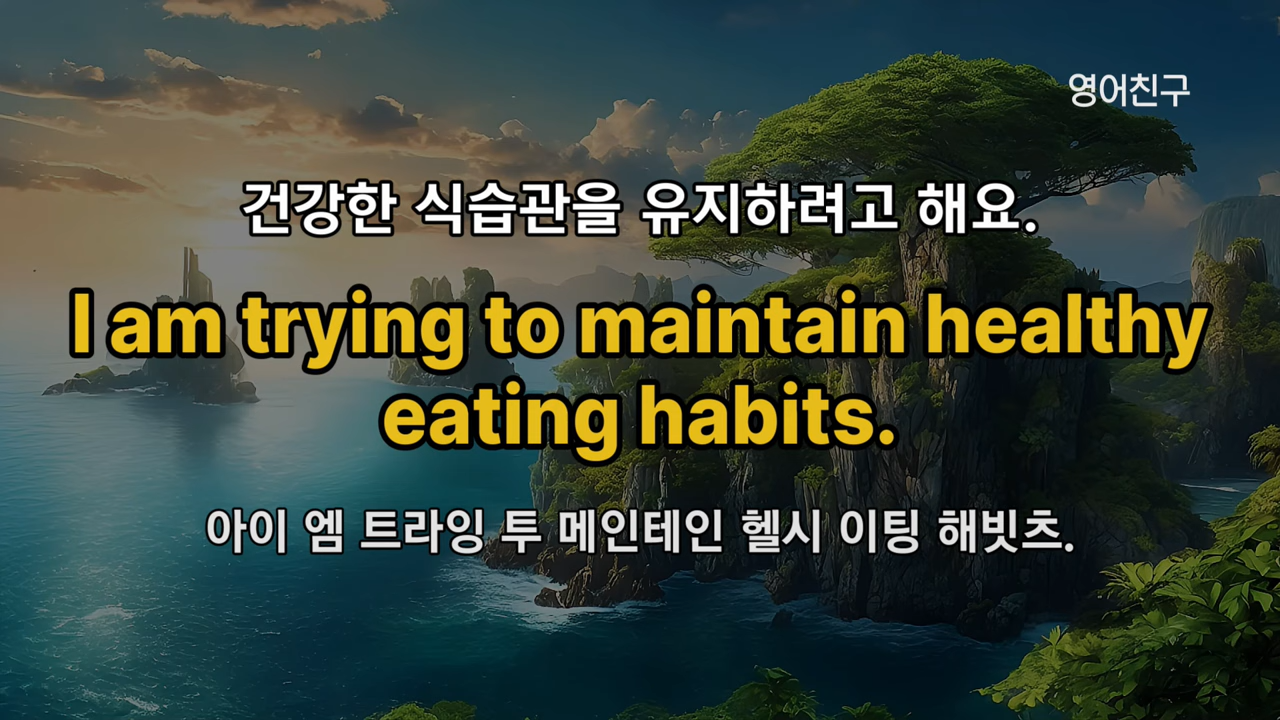 영어친구
건강한 식습관을 유지하려고 해요.
I am trying to maintain healthy
eating habits.
아이 엠 트라잉 투 메인테인 헬시 이팅 해빗츠.